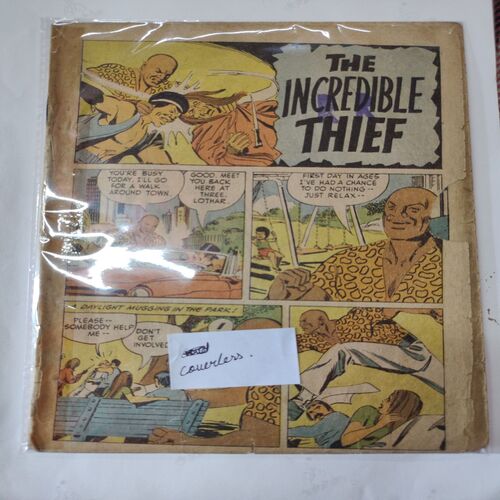 THE
INCREDIBLE
THIEF
YOU'RE BUSY
TODAY. I'LL GO
FOR A WALK
AROUND TOWN.
GOOD. MEET
YOU BACK
HERE AT
THREE,
LOTHAR.
FIRST DAY IN AGES
I'VE HAD A CHANCE
TO DO NOTHING--
JUST RELAX--
A DAYLIGHT MUGGING IN THE PARK!
PLEASE--
SOMEBODY HELP
ME--
DON'T
GET
INVOLVED
coverless.